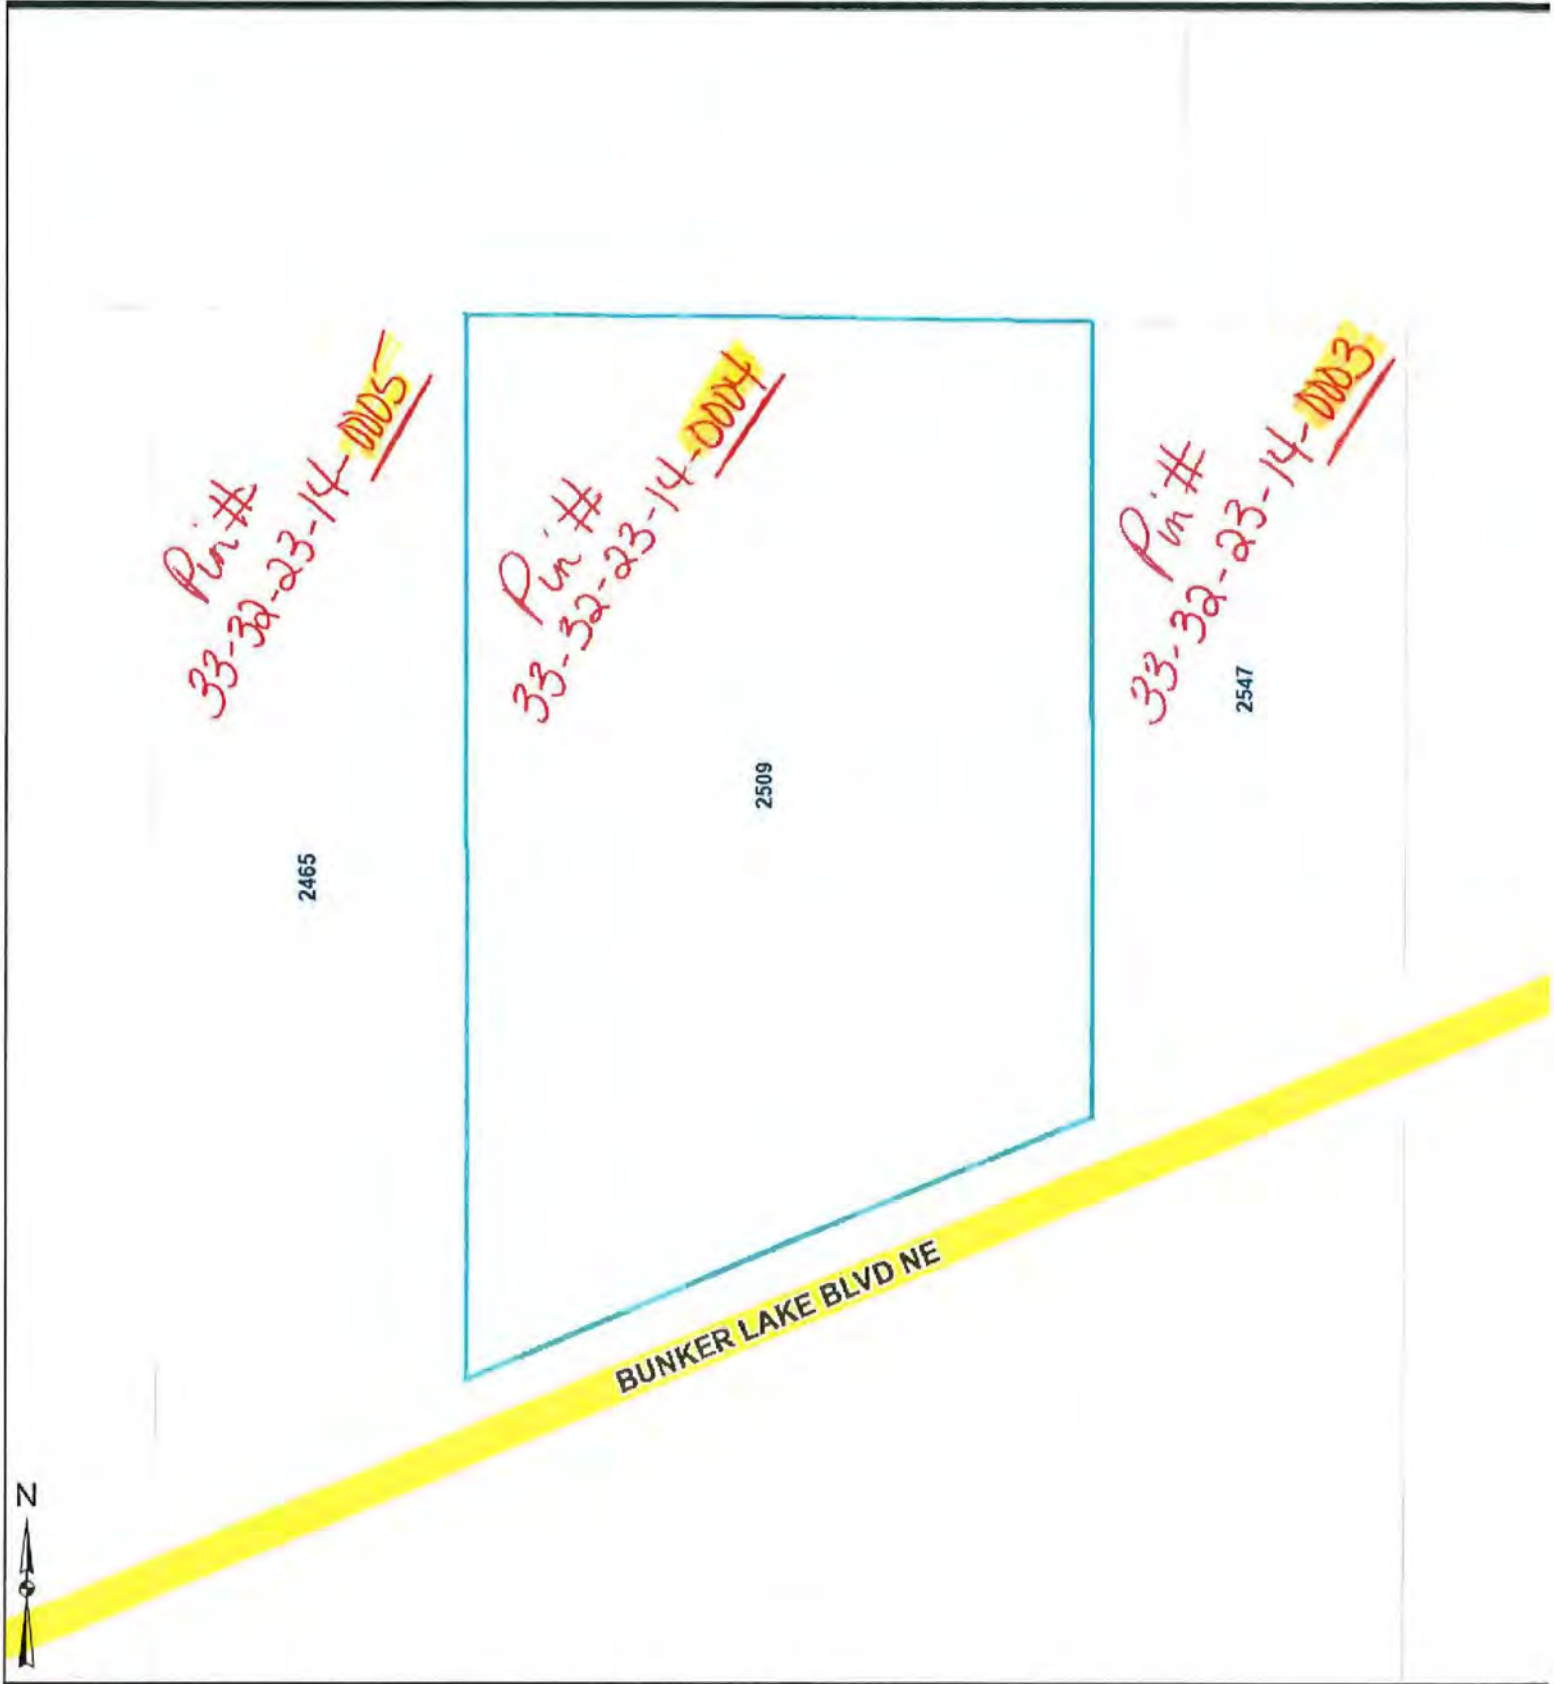 Pin #
33-32-23-14-0005
Pin #
33-32-23-14-0004
Pin #
33-32-23-14-0003
2547
2509
2465
BUNKER LAKE BLVD NE
N